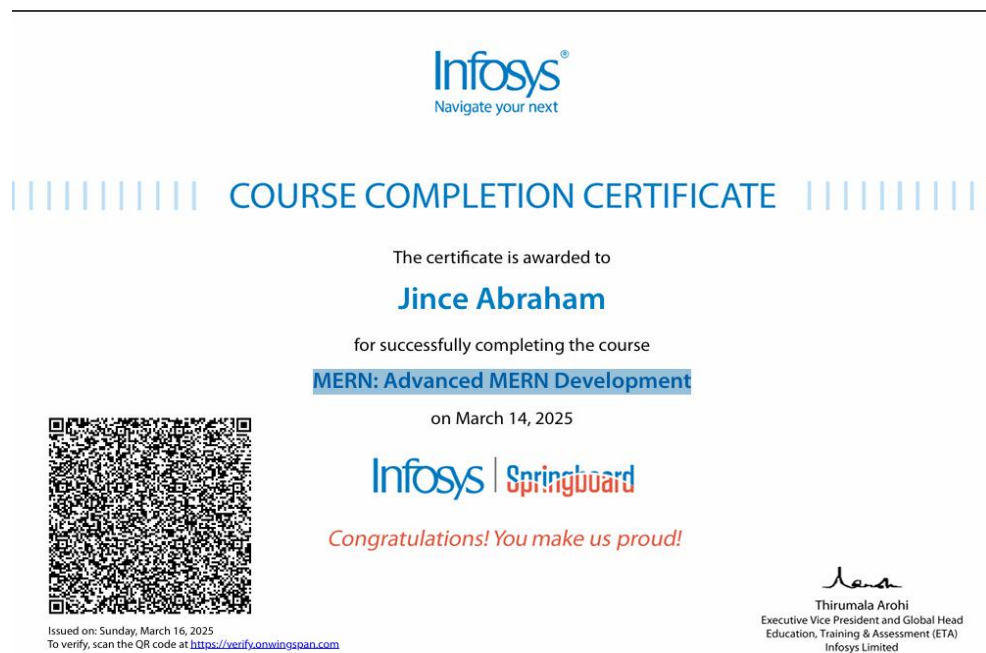 Infosys®
Navigate your next
COURSE COMPLETION CERTIFICATE
The certificate is awarded to
Jince Abraham
for successfully completing the course
MERN: Advanced MERN Development
on March 14, 2025
Infosys | Springboard
Congratulations! You make us proud!
Issued on: Sunday, March 16, 2025
To verify, scan the QR code at https://verify.onwingspan.com
Thirumala Arohi
Executive Vice President and Global Head
Education, Training & Assessment (ETA)
Infosys Limited